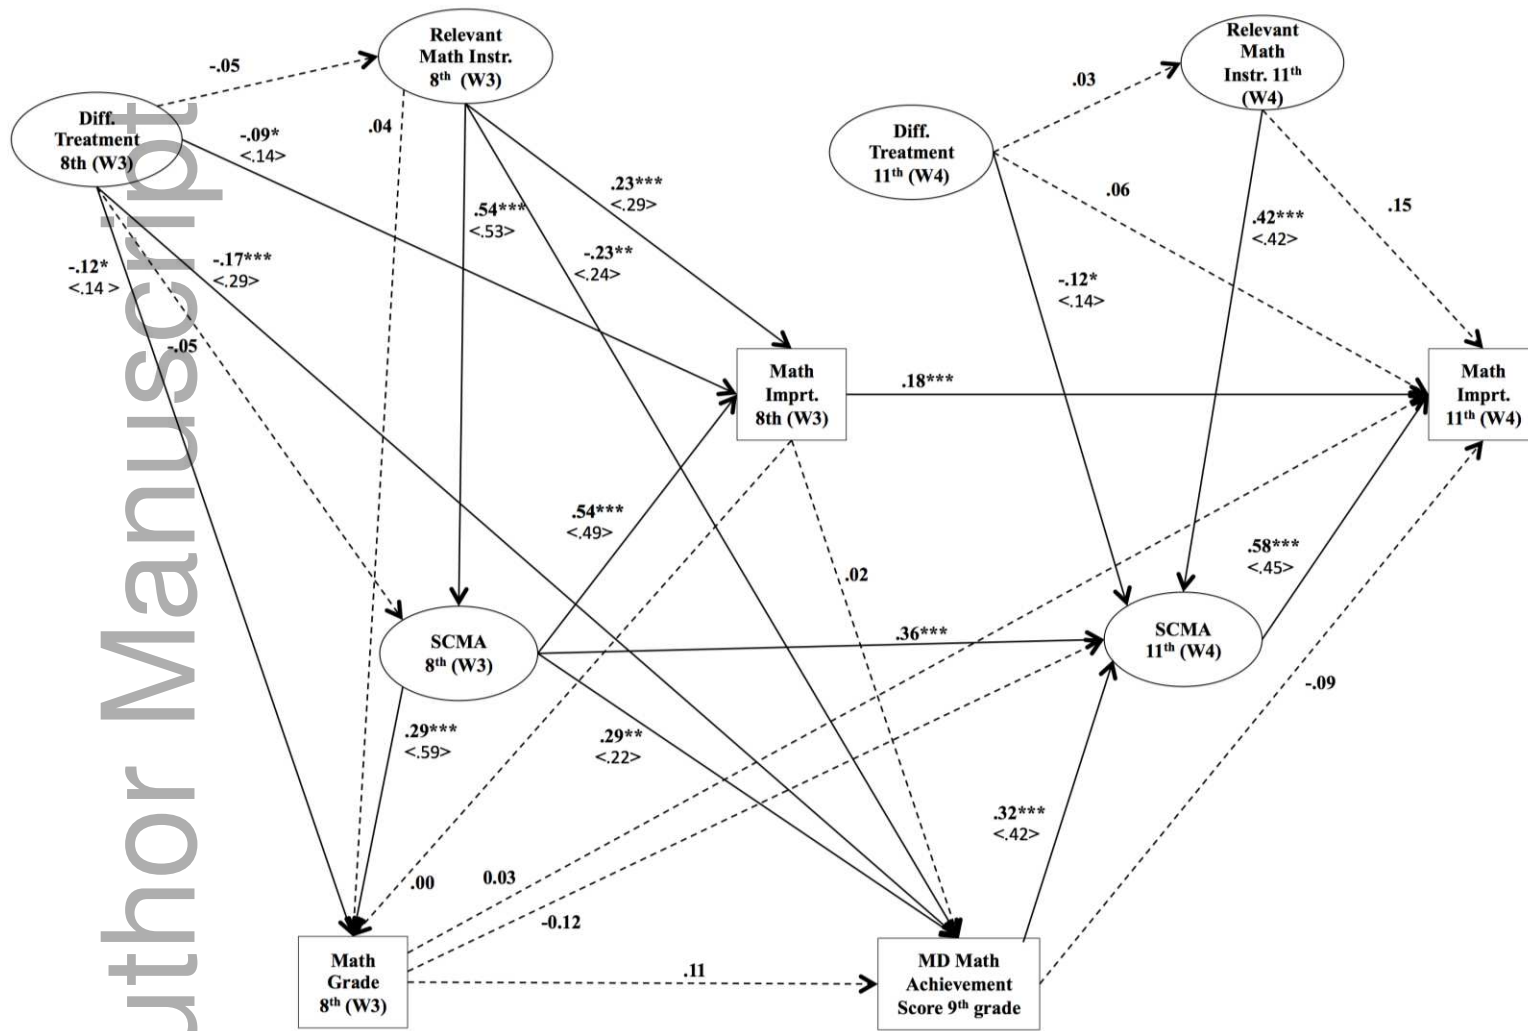 Relevant
Math Instr.
8th (W3)
Relevant
Math
Instr. 11th
(W4)
-.05
.03
Diff.
Treatment
8th (W3)
.04
-.09*
<.14>
Diff.
Treatment
11th (W4)
.06
.23***
<.29>
.15
.54***
<.53>
.42***
<.42>
-.12*
<.14 >
-.17***
<.29>
-.23**
<.24>
-.12*
<.14>
-.05
Math
Imprt.
8th (W3)
.18***
Math
Imprt.
11th (W4)
.54***
<.49>
.02
.58***
<.45>
SCMA
8th (W3)
.36***
SCMA
11th (W4)
-.09
.29***
<.59>
.29**
<.22>
.32***
<.42>
.00
0.03
-0.12
Math
Grade
8th (W3)
.11
MD Math
Achievement
Score 9th grade
uthor Manuscript